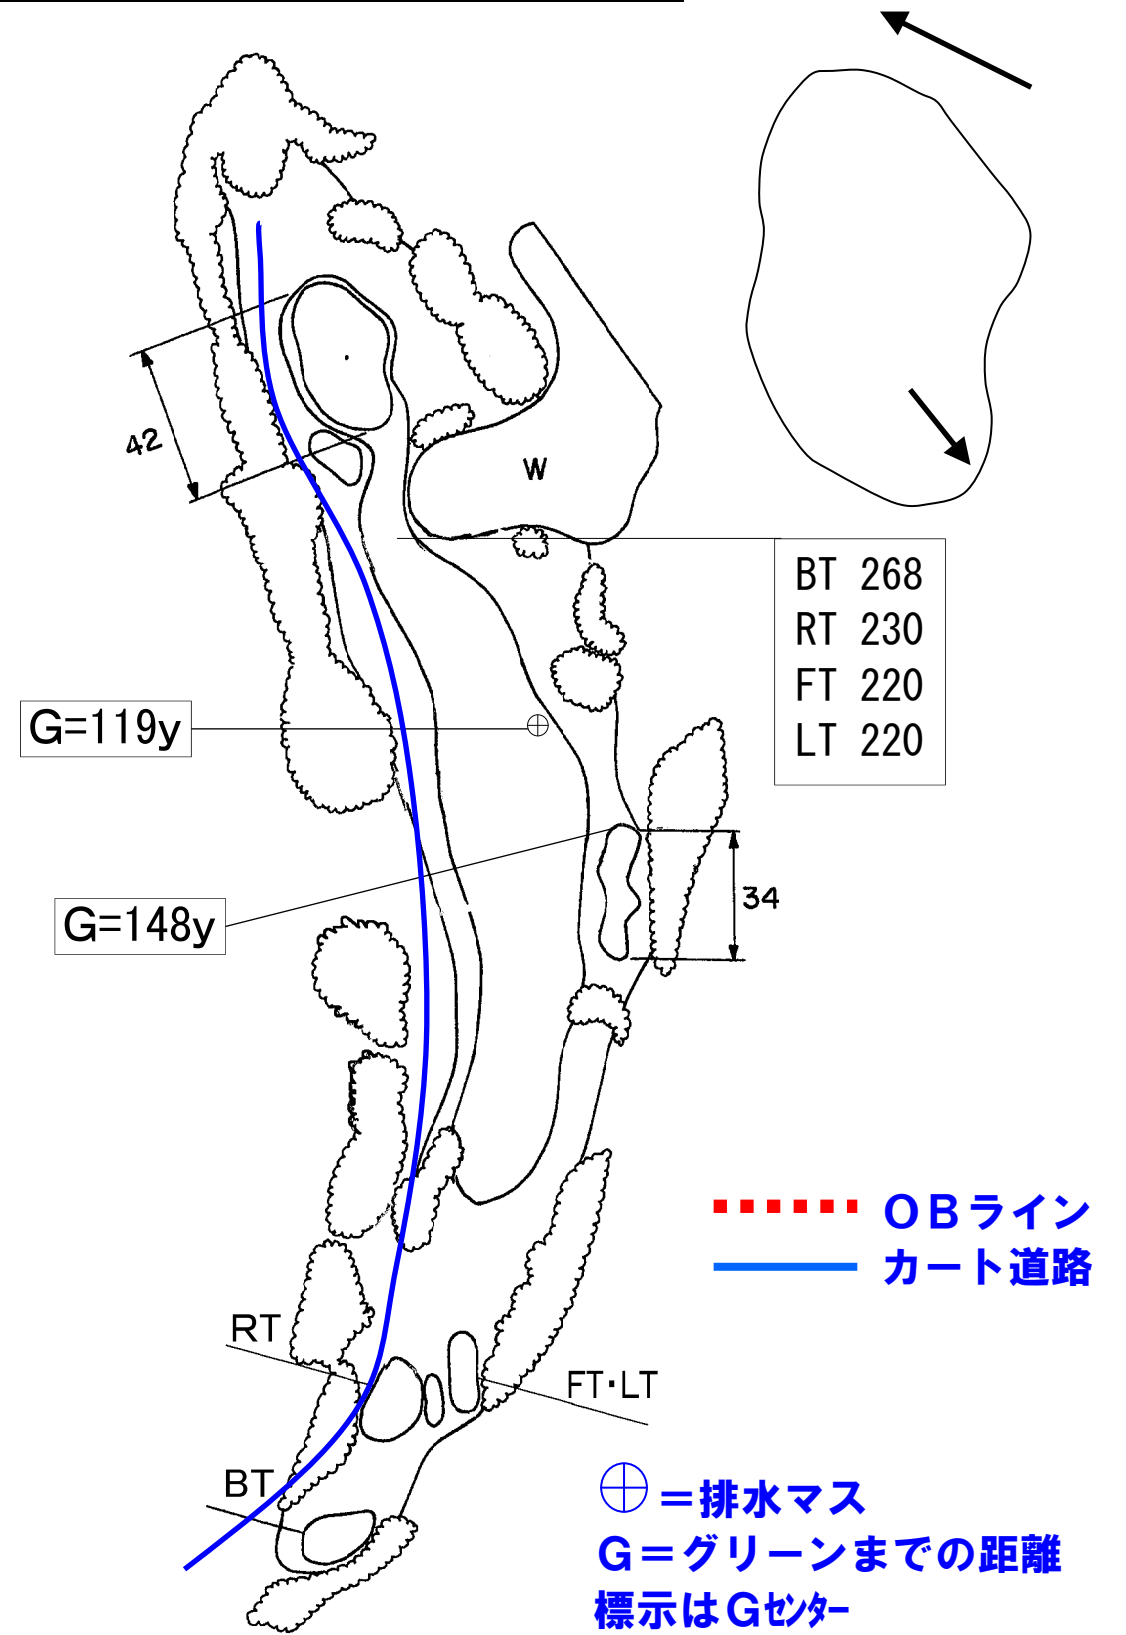 42
W
BT 268
RT 230
FT 220
LT 220
G=119y
34
G=148y
OBライン
カート道路
RT
FT・LT
BT
⊕=排水マス
G=グリーンまでの距離
標示はGセンター